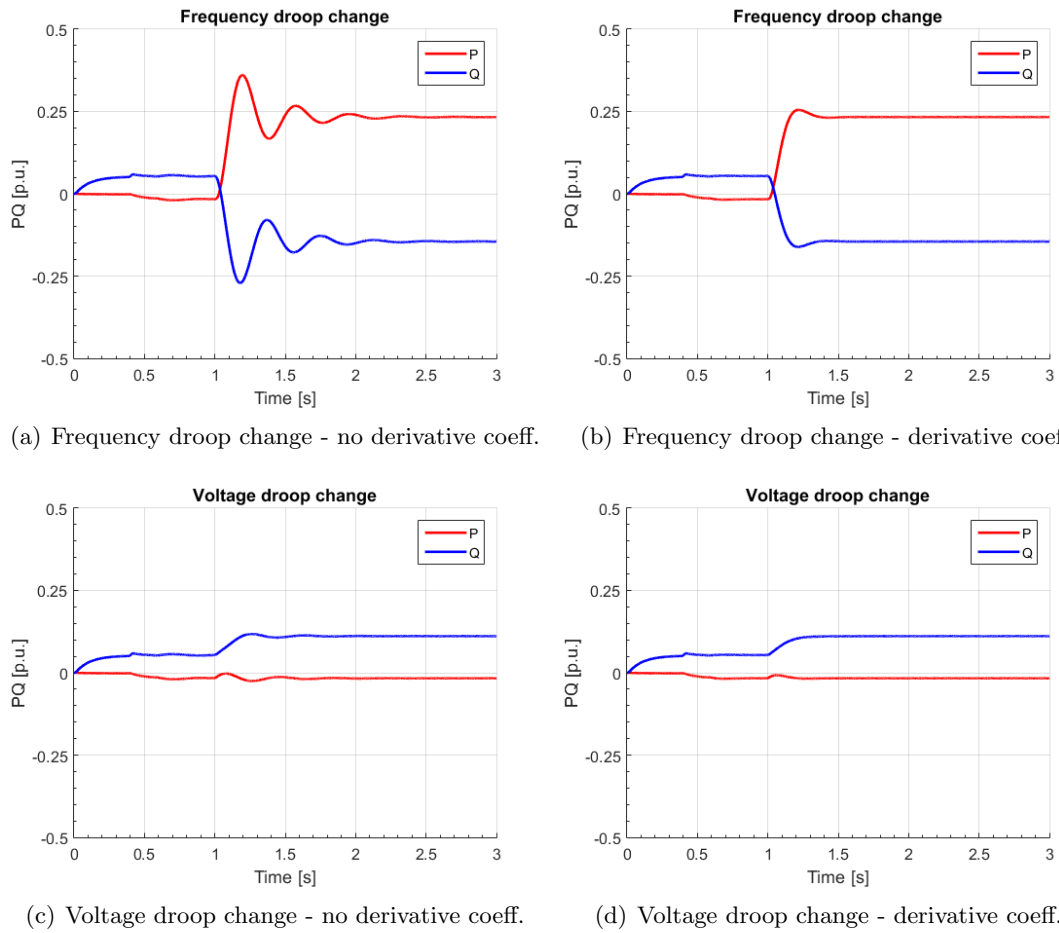 Frequency droop change
P
Q
0.5
0.25
0
-0.25
-0.5
PQ [p.u.]
0 0.5 1 1.5 2 2.5 3
Time [s]
(a) Frequency droop change - no derivative coeff.
Frequency droop change
P
Q
0.5
0.25
0
-0.25
-0.5
PQ [p.u.]
0 0.5 1 1.5 2 2.5 3
Time [s]
(b) Frequency droop change - derivative coef
Voltage droop change
P
Q
0.5
0.25
0
-0.25
-0.5
PQ [p.u.]
0 0.5 1 1.5 2 2.5 3
Time [s]
(c) Voltage droop change - no derivative coeff.
Voltage droop change
P
Q
0.5
0.25
0
-0.25
-0.5
PQ [p.u.]
0 0.5 1 1.5 2 2.5 3
Time [s]
(d) Voltage droop change - derivative coeff.